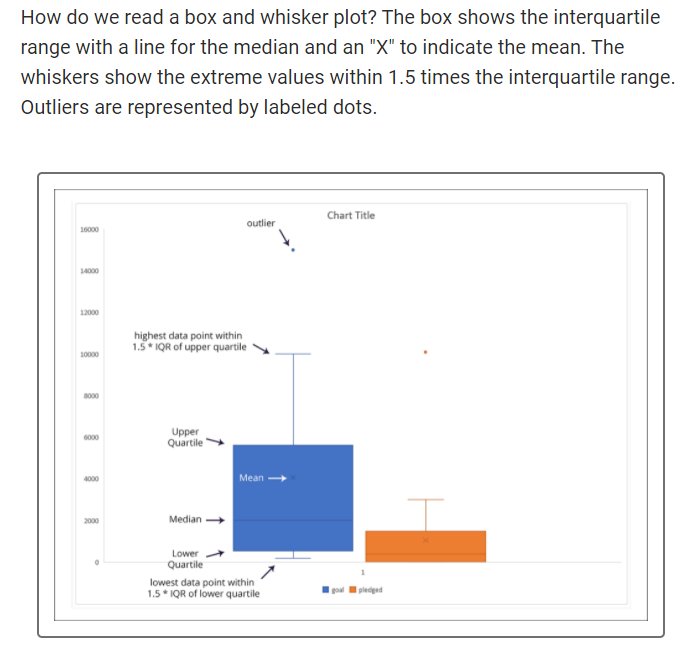 How do we read a box and whisker plot? The box shows the interquartile
range with a line for the median and an "X" to indicate the mean. The
whiskers show the extreme values within 1.5 times the interquartile range.
Outliers are represented by labeled dots.
Chart Title
outlier
16000
14000
12000
highest data point within
1.5 * IQR of upper quartile
10000
8000
Upper
Quartile
6000
Mean
4000
Median
2000
Lower
Quartile
0
1
lowest data point within
1.5 * IQR of lower quartile
goal pledged